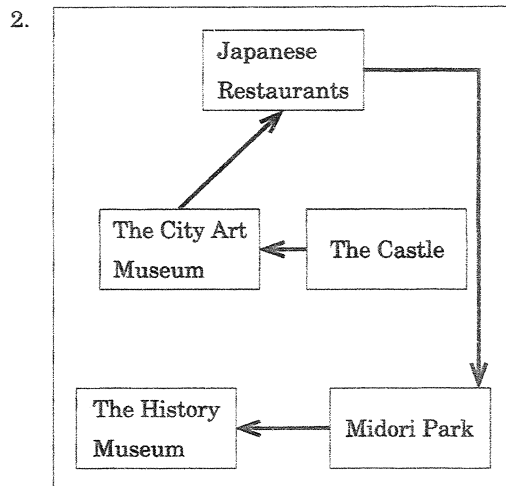 2.
Japanese
Restaurants
The City Art
Museum
The Castle
The History
Museum
Midori Park